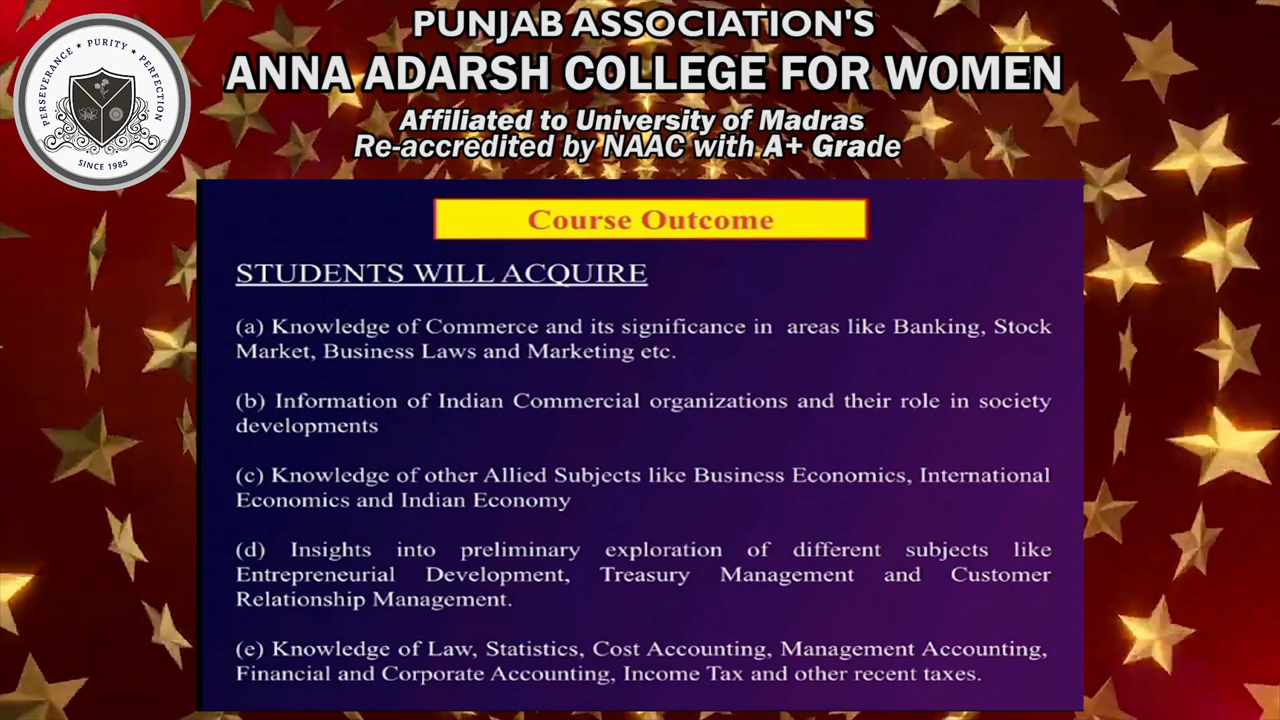 PUNJAB ASSOCIATION'S
ANNA ADARSH COLLEGE FOR WOMEN
Affiliated to University of Madras
Re-accredited by NAAC with A+ Grade
PERSEVERANCE ★ PURITY ★ PERFECTION
SINCE 1985
Course Outcome
STUDENTS WILL ACQUIRE
(a) Knowledge of Commerce and its significance in areas like Banking, Stock
Market, Business Laws and Marketing etc.
(b) Information of Indian Commercial organizations and their role in society
developments
(c) Knowledge of other Allied Subjects like Business Economics, International
Economics and Indian Economy
(d) Insights into preliminary exploration of different subjects like
Entrepreneurial Development, Treasury Management and Customer
Relationship Management.
(e) Knowledge of Law, Statistics, Cost Accounting, Management Accounting,
Financial and Corporate Accounting, Income Tax and other recent taxes.